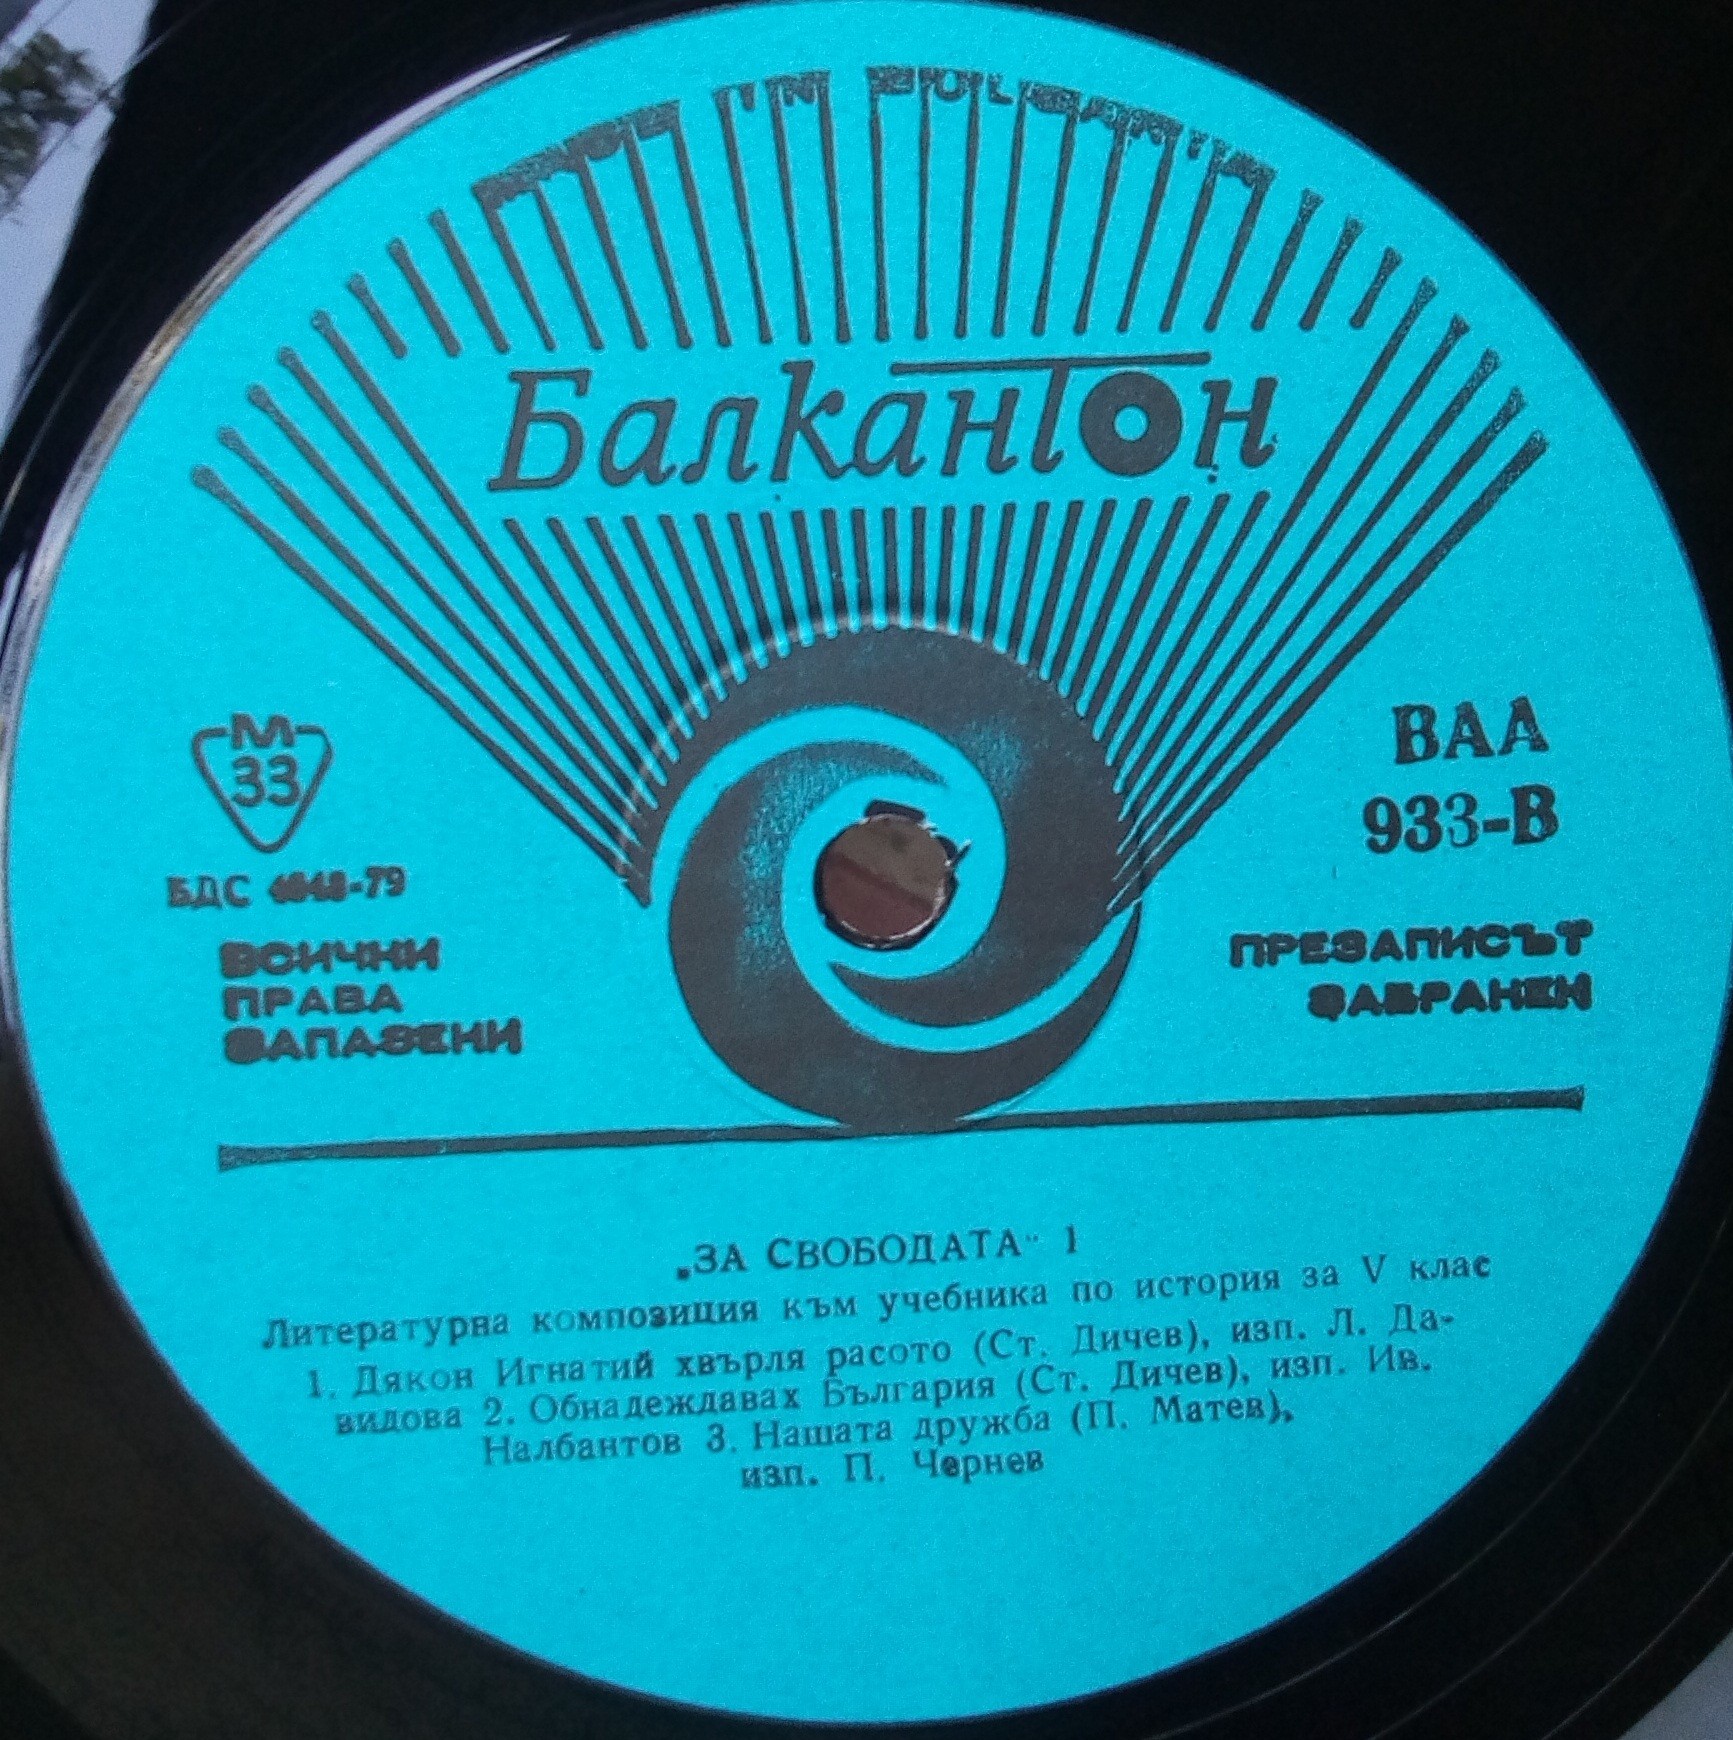 Балкантон
М
33
ВАА
933-В
БДС
-79
ВСИЧКИ
ПРАВА
ЗАПАЗЕНИ
ПРЕЗАПИСЪТ
ЗАБРАНЕН
„ЗА СВОБОДАТА“ 1
Литературна композиция към учебника по история за V клас
1. Дякон Игнатий хвърля расото (Ст. Дичев), изп. Л. Да-
видова 2. Обнадеждавах България (Ст. Дичев), изп. Ив.
Налбантов 3. Нашата дружба (П. Матев),
изп. П. Чернев